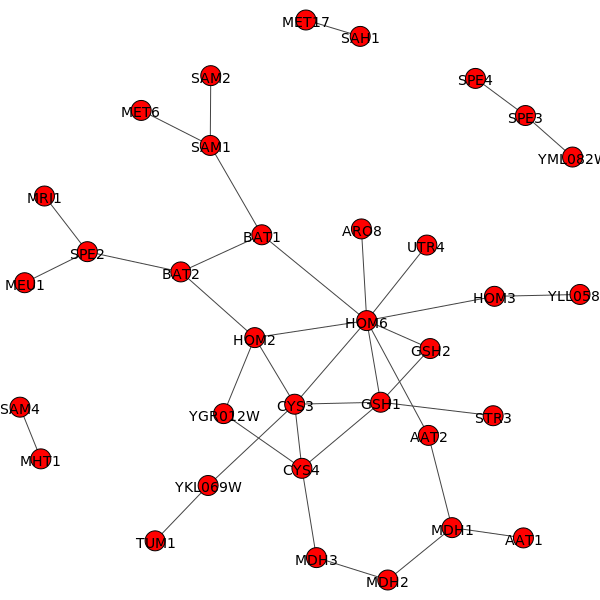 MET17
SAH1
SAM2
SPE4
MET6
SPE3
SAM1
YML082W
MRI1
ARO8
BAT1
UTR4
SPE2
BAT2
MEU1
HOM3
YLL058
HOM6
HOM2
GSH2
SAM4
CYS3
GSH1
YGR012W
STR3
AAT2
MHT1
CYS4
YKL069W
MDH1
TUM1
AAT1
MDH3
MDH2